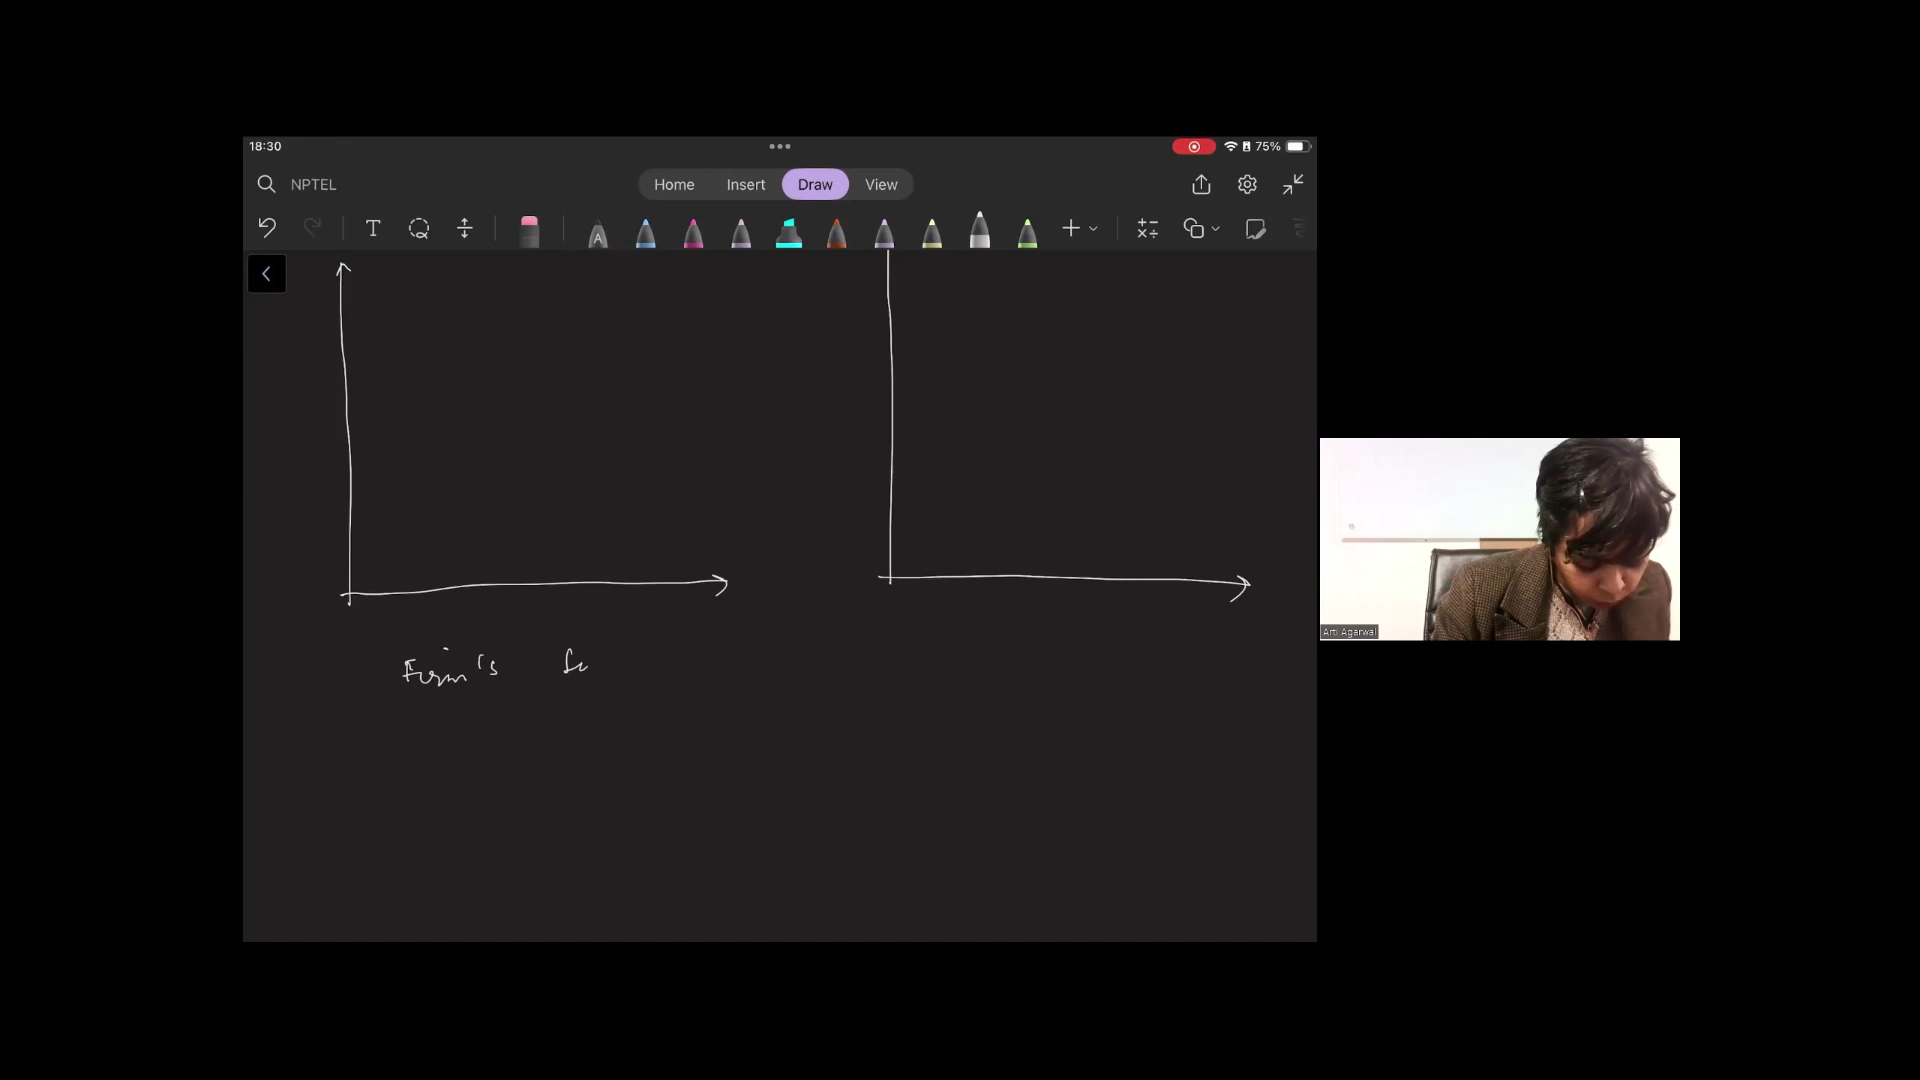 18:30
75%
NPTEL
Home Insert Draw View
T
A
Firm's
Arti Agarwal